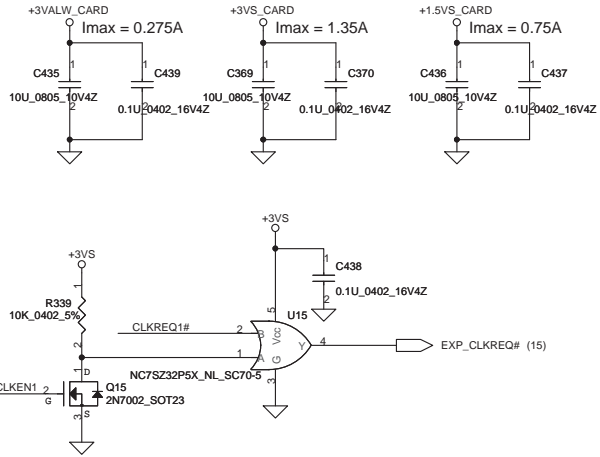 +3VALW_CARD
Imax = 0.275A
+3VS_CARD
Imax = 1.35A
+1.5VS_CARD
Imax = 0.75A
1
C435
10U_0805_10V4Z
2
1
C439
0.1U_0402_16V4Z
2
1
C369
10U_0805_10V4Z
2
1
C370
0.1U_0402_16V4Z
2
1
C436
10U_0805_10V4Z
2
1
C437
0.1U_0402_16V4Z
2
+3VS
+3VS
1
C438
0.1U_0402_16V4Z
2
1
R339
10K_0402_5%
2
5
U15
CLKREQ1#
2
B
Vcc
Y
4
EXP_CLKREQ# (15)
1
A
G
NC7SZ32P5X_NL_SC70-5
3
1
D
CLKEN1
2
G
Q15
2N7002_SOT23
3
S